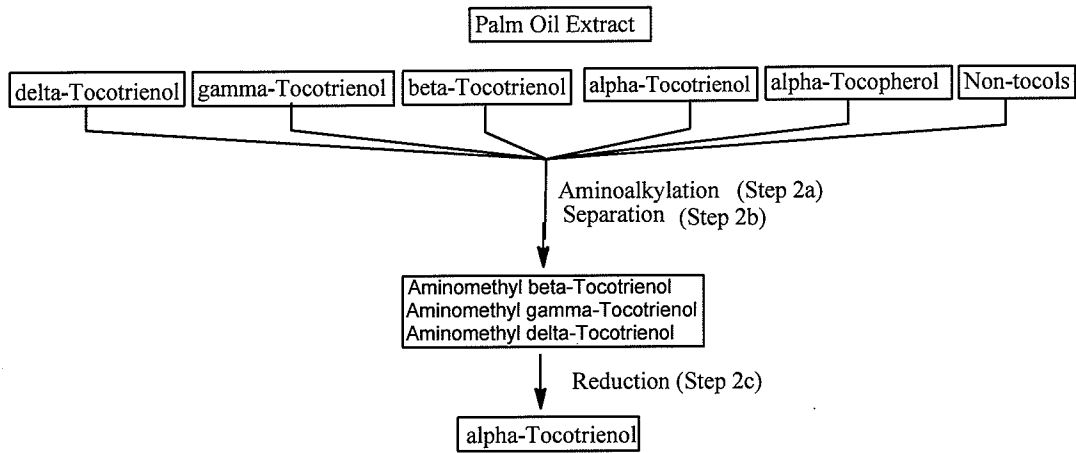 Palm Oil Extract
delta-Tocotrienol
gamma-Tocotrienol
beta-Tocotrienol
alpha-Tocotrienol
alpha-Tocopherol
Non-tocols
Aminoalkylation (Step 2a)
Separation (Step 2b)
Aminomethyl beta-Tocotrienol
Aminomethyl gamma-Tocotrienol
Aminomethyl delta-Tocotrienol
Reduction (Step 2c)
alpha-Tocotrienol